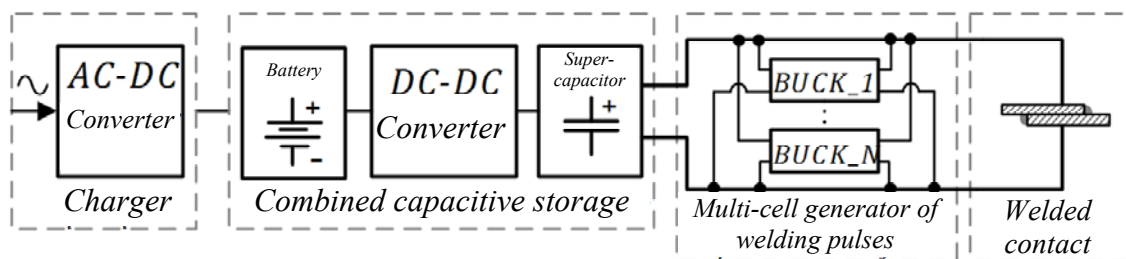 AC-DC
Converter
Charger
Battery
+
-
DC-DC
Converter
Super-
capacitor
+
Combined capacitive storage
BUCK_1
⋮
BUCK_N
Multi-cell generator of
welding pulses
Welded
contact